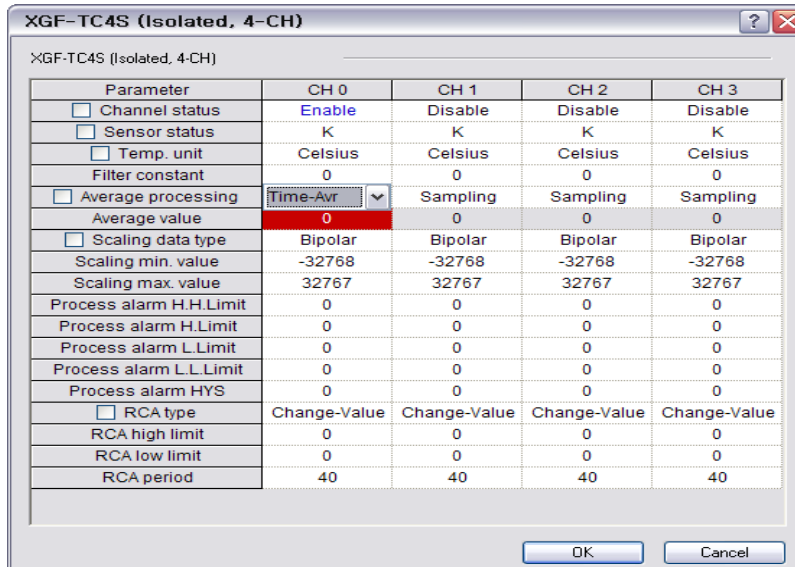 XGF-TC4S (Isolated, 4-CH)
XGF-TC4S (Isolated, 4-CH)
Parameter CH 0 CH 1 CH 2 CH 3
Channel status Enable Disable Disable Disable
Sensor status K K K K
Temp. unit Celsius Celsius Celsius Celsius
Filter constant 0 0 0 0
Average processing Time-Avr Sampling Sampling Sampling
Average value 0 0 0 0
Scaling data type Bipolar Bipolar Bipolar Bipolar
Scaling min. value -32768 -32768 -32768 -32768
Scaling max. value 32767 32767 32767 32767
Process alarm H.H.Limit 0 0 0 0
Process alarm H.Limit 0 0 0 0
Process alarm L.Limit 0 0 0 0
Process alarm L.L.Limit 0 0 0 0
Process alarm HYS 0 0 0 0
RCA type Change-Value Change-Value Change-Value Change-Value
RCA high limit 0 0 0 0
RCA low limit 0 0 0 0
RCA period 40 40 40 40
OK Cancel